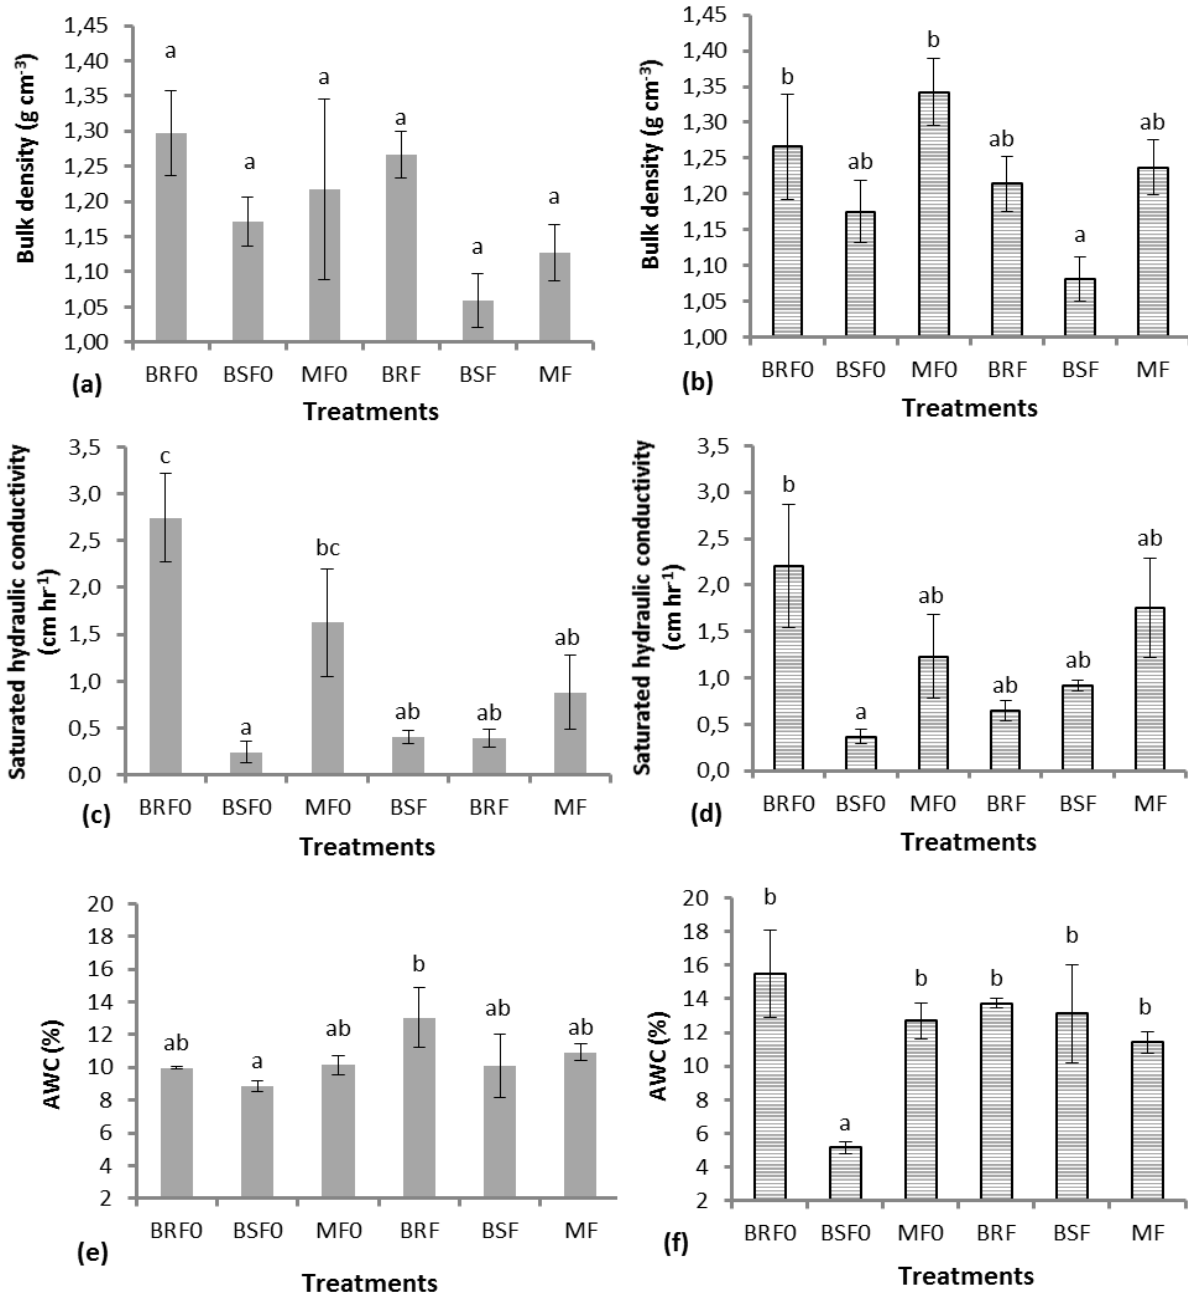 Bulk density (g cm-3)
1,45
1,40
1,35
1,30
1,25
1,20
1,15
1,10
1,05
1,00
a
a
a
a
a
a
BRF0 BSF0 MF0 BRF BSF MF
(a)
Treatments
Bulk density (g cm-3)
1,45
1,40
1,35
1,30
1,25
1,20
1,15
1,10
1,05
1,00
b
ab
b
ab
a
ab
BRF0 BSF0 MF0 BRF BSF MF
(b)
Treatments
Saturated hydraulic conductivity
(cm hr-1)
3,5
3,0
2,5
2,0
1,5
1,0
0,5
0,0
c
a
bc
ab
ab
ab
BRF0 BSF0 MF0 BSF BRF MF
(c)
Treatments
Saturated hydraulic conductivity
(cm hr-1)
3,5
3,0
2,5
2,0
1,5
1,0
0,5
0,0
b
a
ab
ab
ab
ab
BRF0 BSF0 MF0 BRF BSF MF
(d)
Treatments
AWC (%)
20
18
16
14
12
10
8
6
4
2
ab
a
ab
b
ab
ab
BRF0 BSF0 MF0 BRF BSF MF
(e)
Treatments
AWC (%)
20
18
16
14
12
10
8
6
4
2
b
a
b
b
b
b
BRF0 BSF0 MF0 BRF BSF MF
(f)
Treatments